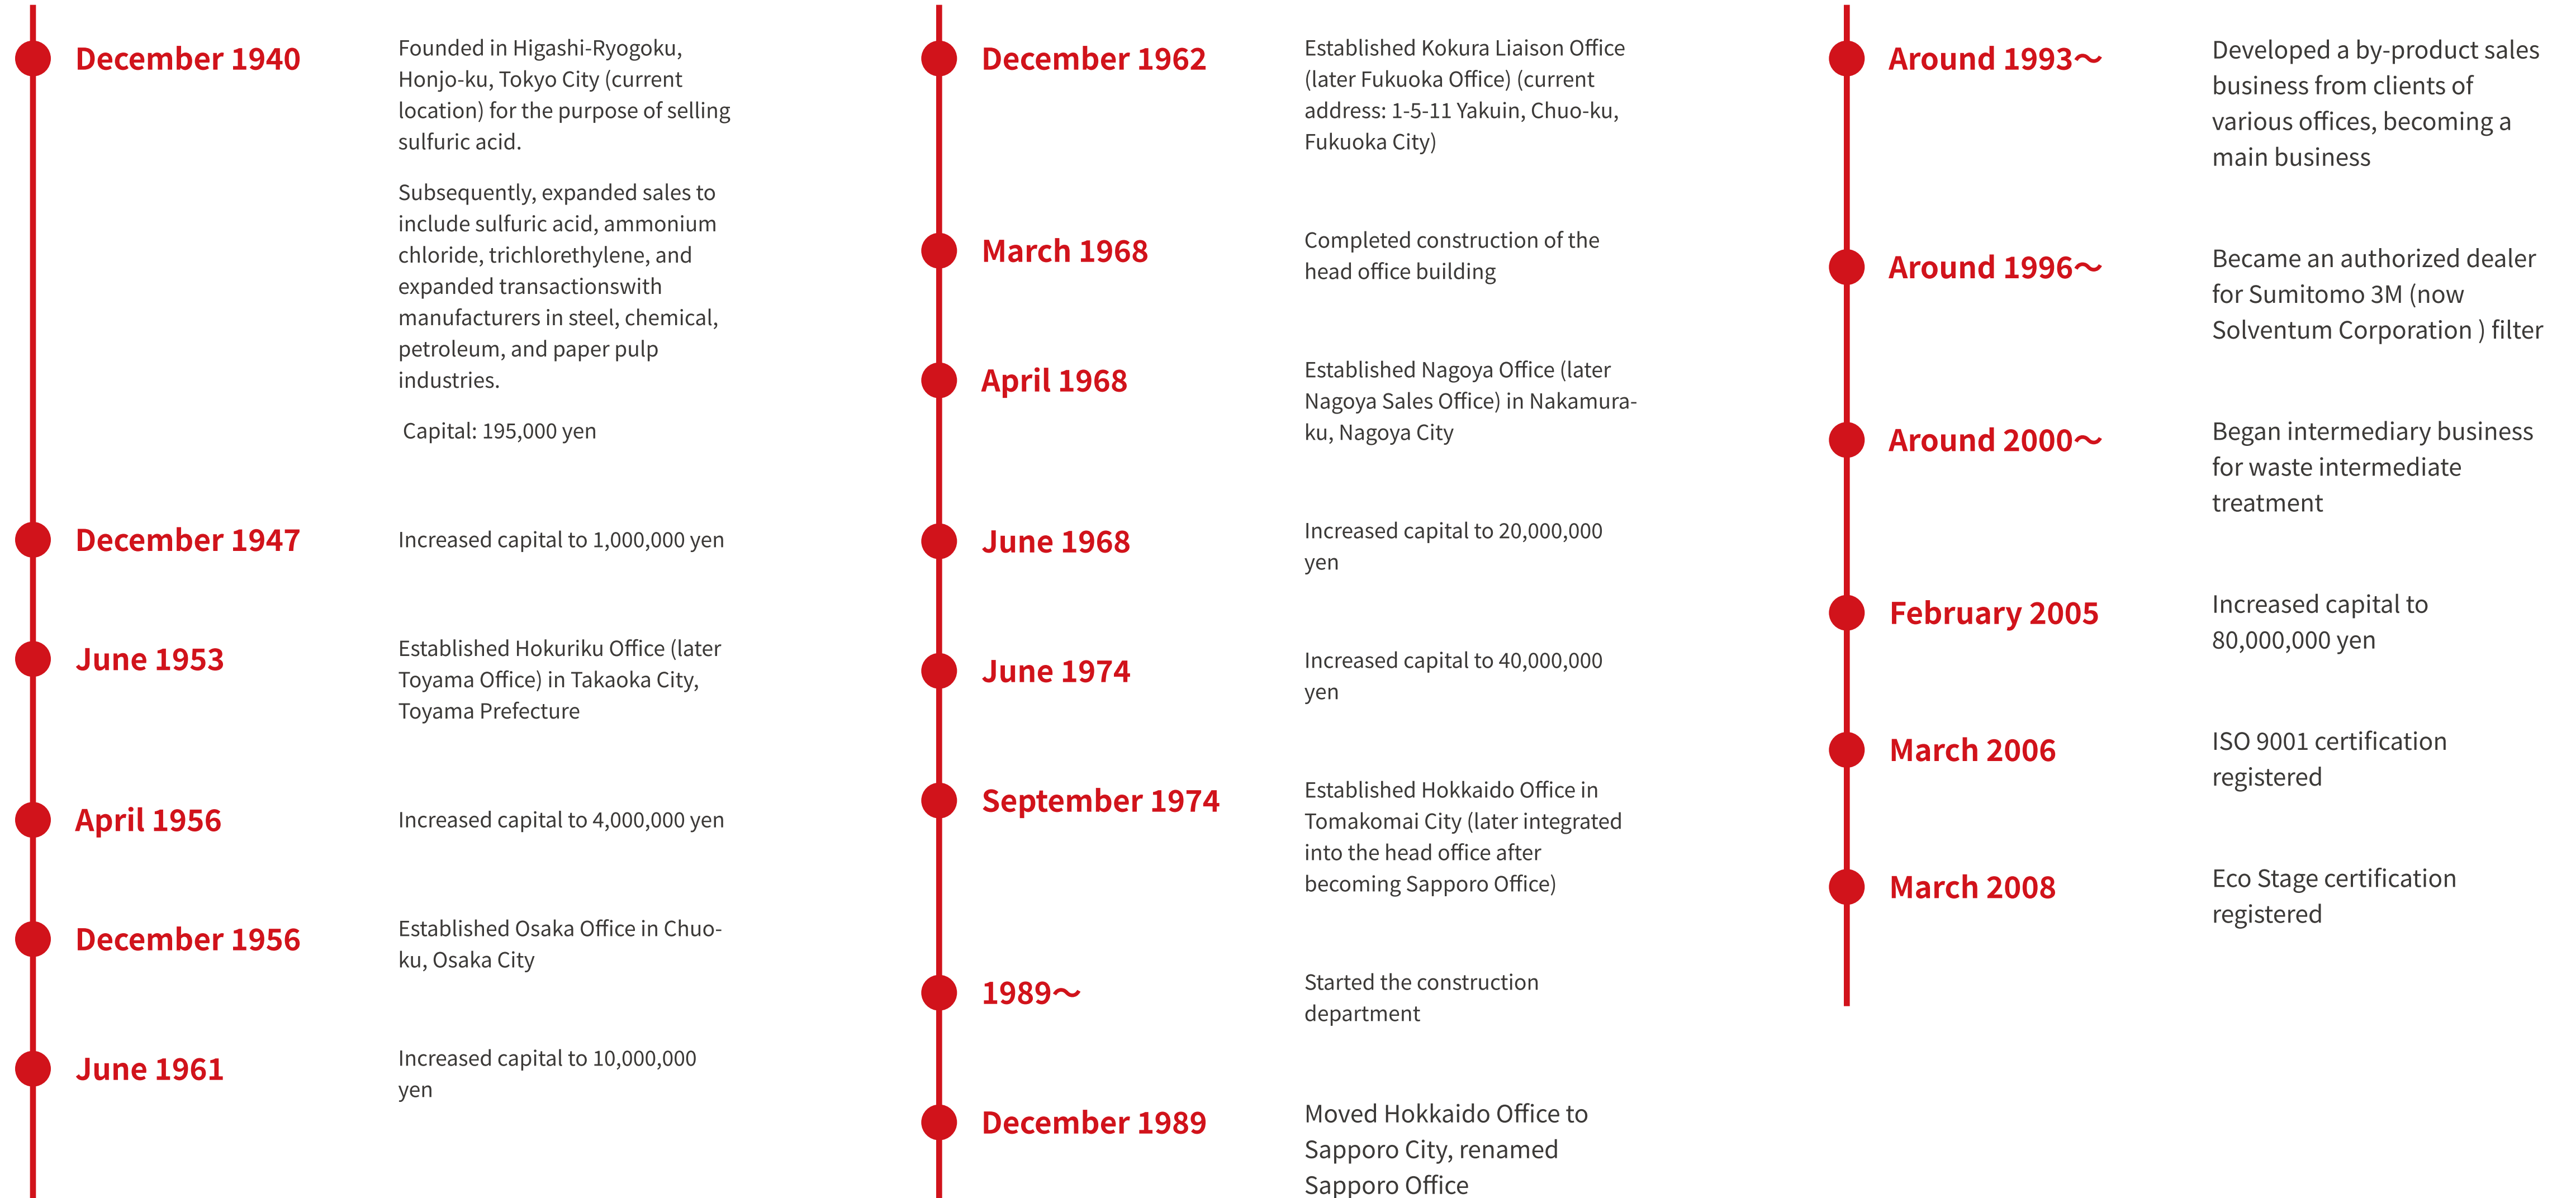 December 1940
Founded in Higashi-Ryogoku,
Honjo-ku, Tokyo City (current
location) for the purpose of selling
sulfuric acid.
Subsequently, expanded sales to
include sulfuric acid, ammonium
chloride, trichlorethylene, and
expanded transactionswith
manufacturers in steel, chemical,
petroleum, and paper pulp
industries.
Capital: 195,000 yen
December 1947
Increased capital to 1,000,000 yen
June 1953
Established Hokuriku Office (later
Toyama Office) in Takaoka City,
Toyama Prefecture
April 1956
Increased capital to 4,000,000 yen
December 1956
Established Osaka Office in Chuo-
ku, Osaka City
June 1961
Increased capital to 10,000,000
yen
December 1962
Established Kokura Liaison Office
(later Fukuoka Office) (current
address: 1-5-11 Yakuin, Chuo-ku,
Fukuoka City)
March 1968
Completed construction of the
head office building
April 1968
Established Nagoya Office (later
Nagoya Sales Office) in Nakamura-
ku, Nagoya City
June 1968
Increased capital to 20,000,000
yen
June 1974
Increased capital to 40,000,000
yen
September 1974
Established Hokkaido Office in
Tomakomai City (later integrated
into the head office after
becoming Sapporo Office)
1989～
Started the construction
department
December 1989
Moved Hokkaido Office to
Sapporo City, renamed
Sapporo Office
Around 1993～
Developed a by-product sales
business from clients of
various offices, becoming a
main business
Around 1996～
Became an authorized dealer
for Sumitomo 3M (now
Solventum Corporation ) filter
Around 2000～
Began intermediary business
for waste intermediate
treatment
February 2005
Increased capital to
80,000,000 yen
March 2006
ISO 9001 certification
registered
March 2008
Eco Stage certification
registered